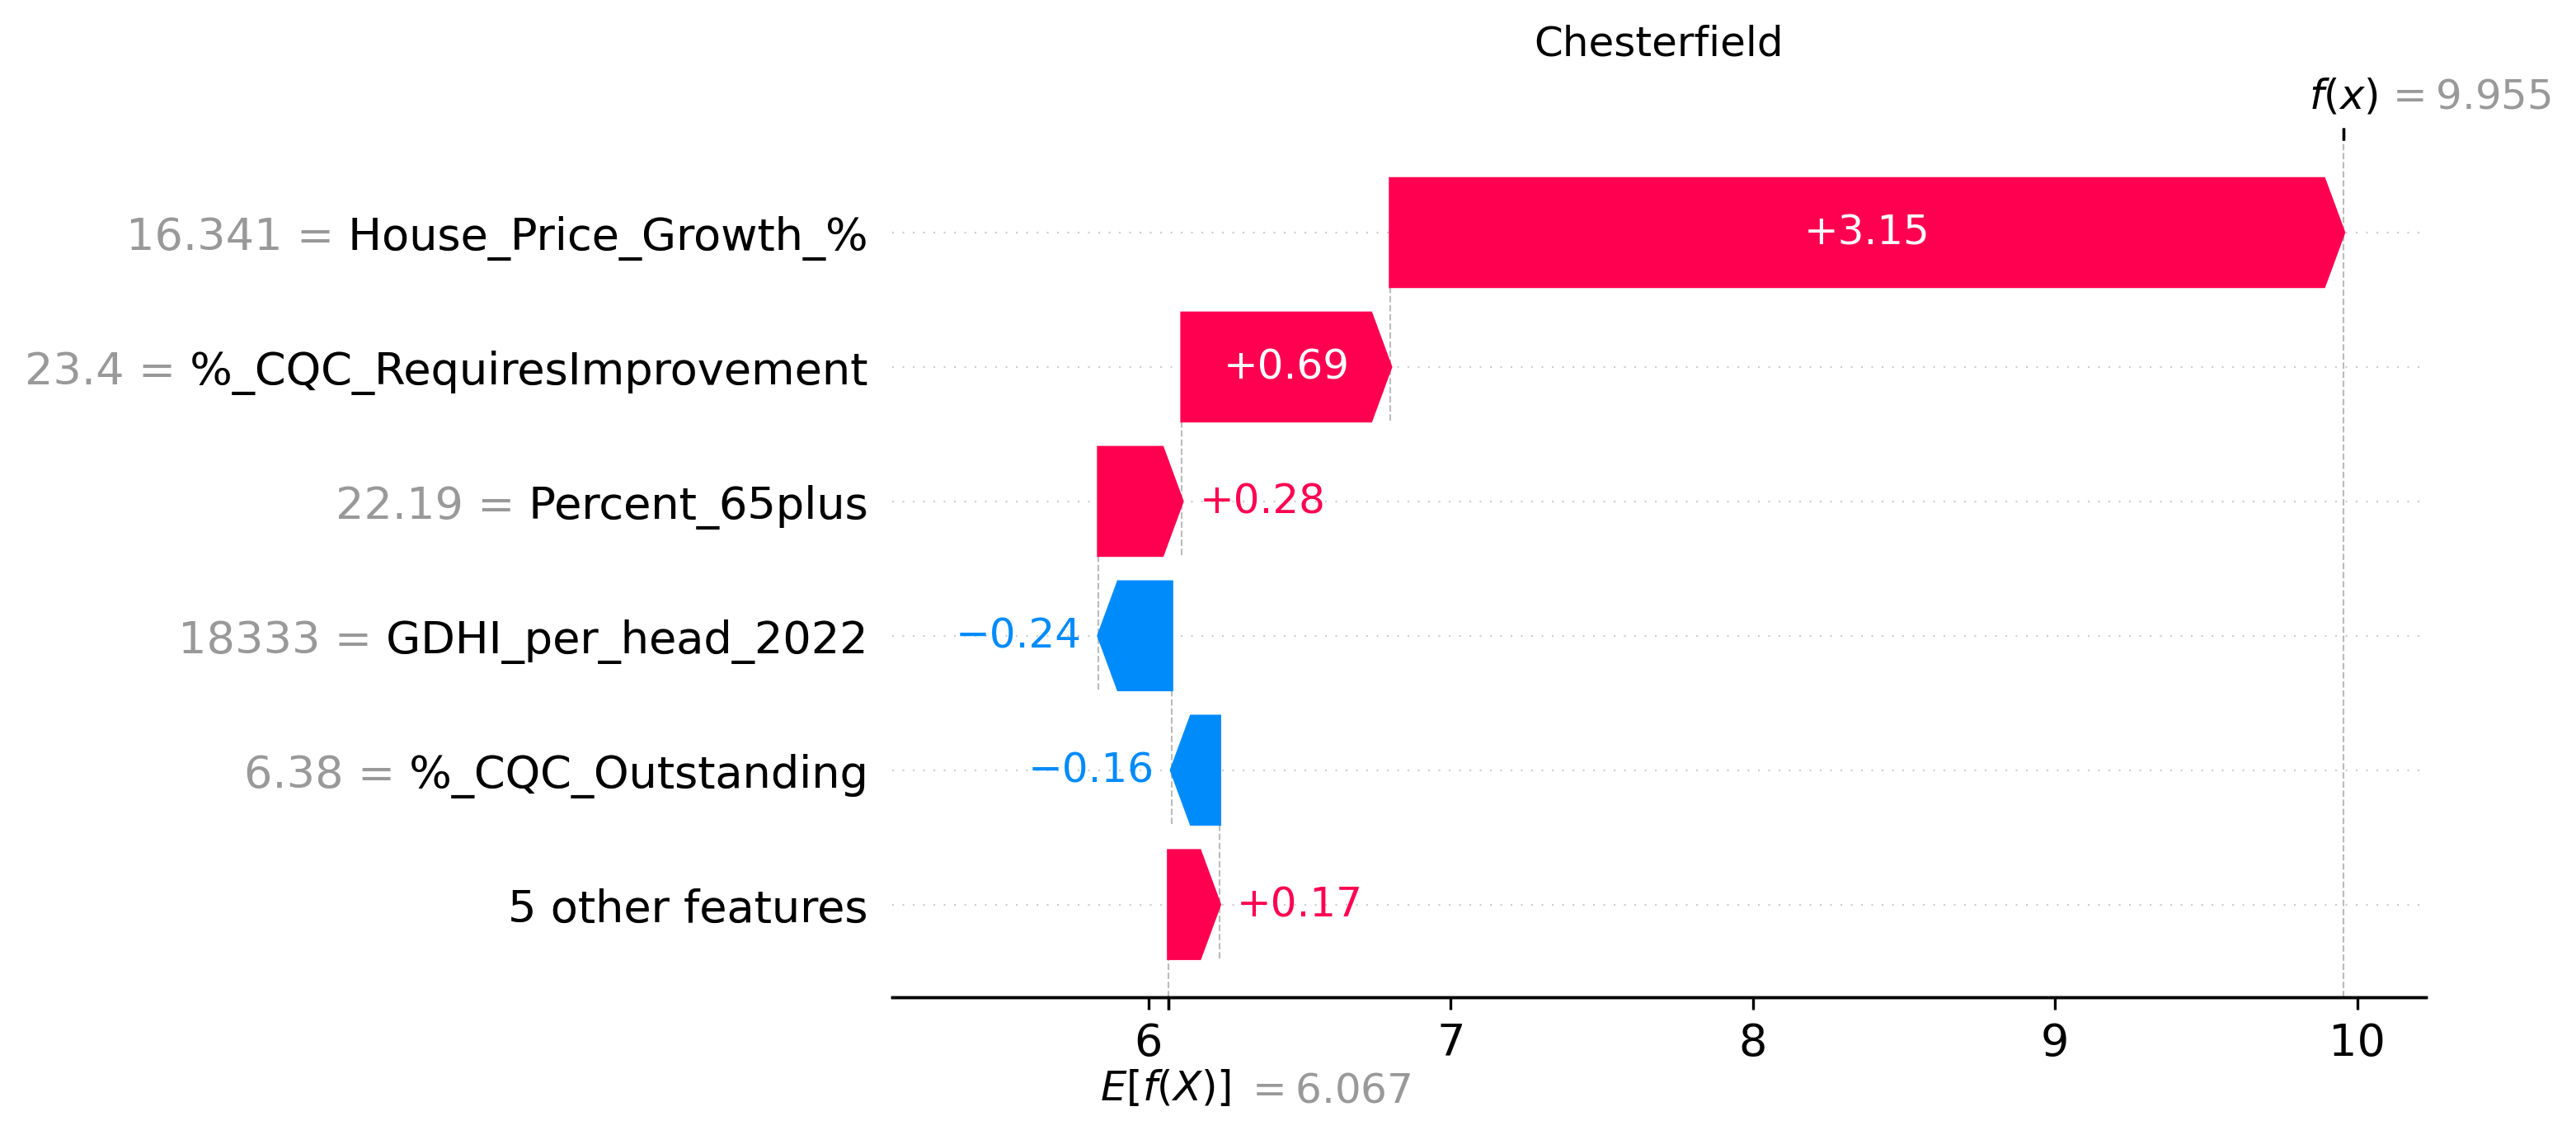 Chesterfield
f(x) = 9.955
16.341 = House_Price_Growth_%
+3.15
23.4 = %_CQC_RequiresImprovement
+0.69
22.19 = Percent_65plus
+0.28
18333 = GDHI_per_head_2022
−0.24
6.38 = %_CQC_Outstanding
−0.16
5 other features
+0.17
6 7 8 9 10
E[f(X)] = 6.067